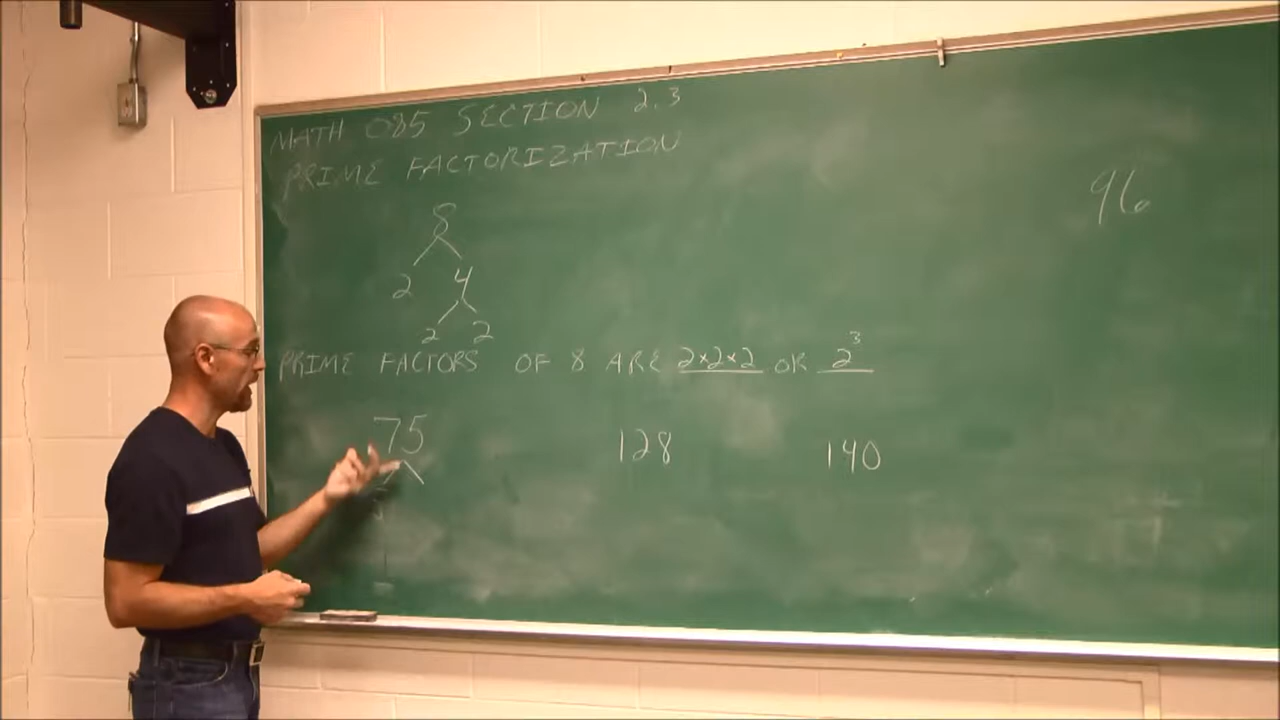 MATH 085 SECTION 2.3
PRIME FACTORIZATION
96
8
2 4
2 2
PRIME FACTORS OF 8 ARE 2×2×2 OR 2³
75 128 140